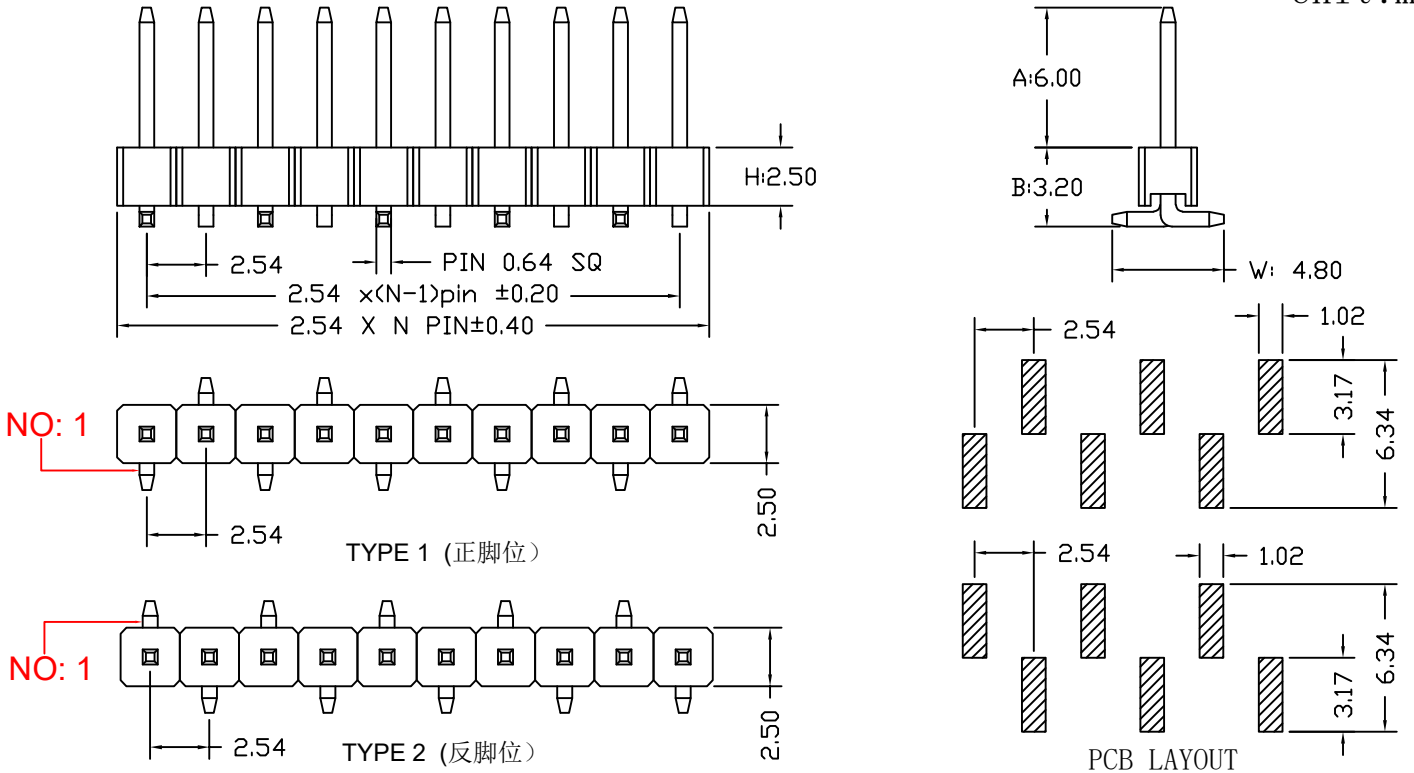 A:6.00
H:2.50
B:3.20
2.54
PIN 0.64 SQ
W: 4.80
2.54 x(N-1)pin ±0.20
2.54 X N PIN±0.40
2.54
1.02
3.17
6.34
NO: 1
2.50
2.54
TYPE 1 (正脚位）
2.54
1.02
NO: 1
6.34
3.17
2.50
2.54
TYPE 2 (反脚位）
PCB LAYOUT